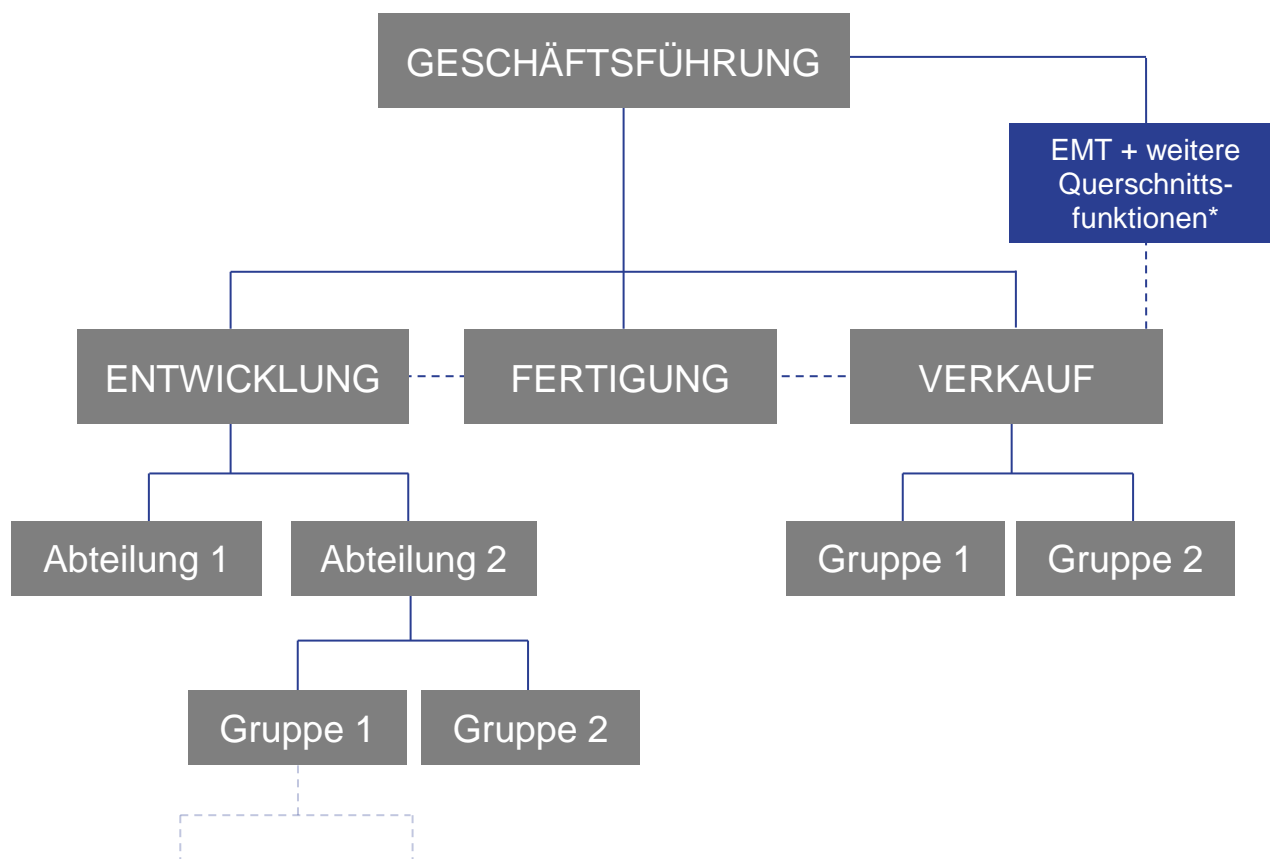 GESCHÄFTSFÜHRUNG
EMT + weitere
Querschnitts-
funktionen*
ENTWICKLUNG
FERTIGUNG
VERKAUF
Abteilung 1
Abteilung 2
Gruppe 1
Gruppe 2
Gruppe 1
Gruppe 2